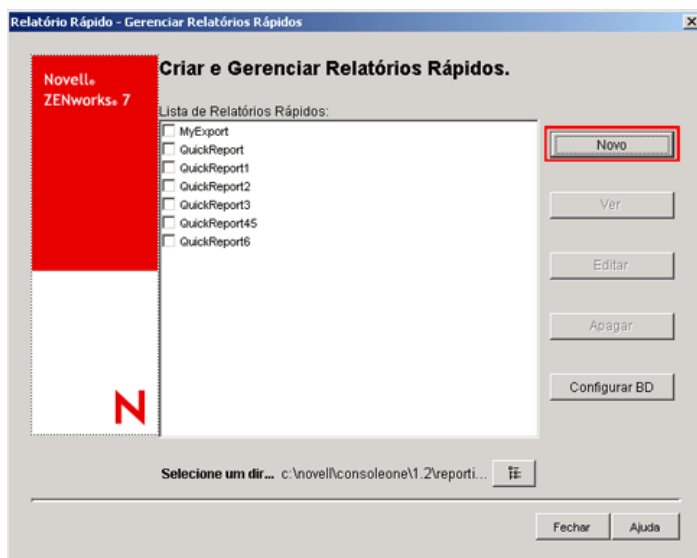 Relatório Rápido - Gerenciar Relatórios Rápidos
Novell®
ZENworks® 7
Criar e Gerenciar Relatórios Rápidos.
Lista de Relatórios Rápidos:
MyExport
QuickReport
QuickReport1
QuickReport2
QuickReport3
QuickReport45
QuickReport6
Novo
Ver
Editar
Apagar
Configurar BD
N
Selecione um dir... c:\novell\consoleone\1.2\reporti...
Fechar
Ajuda